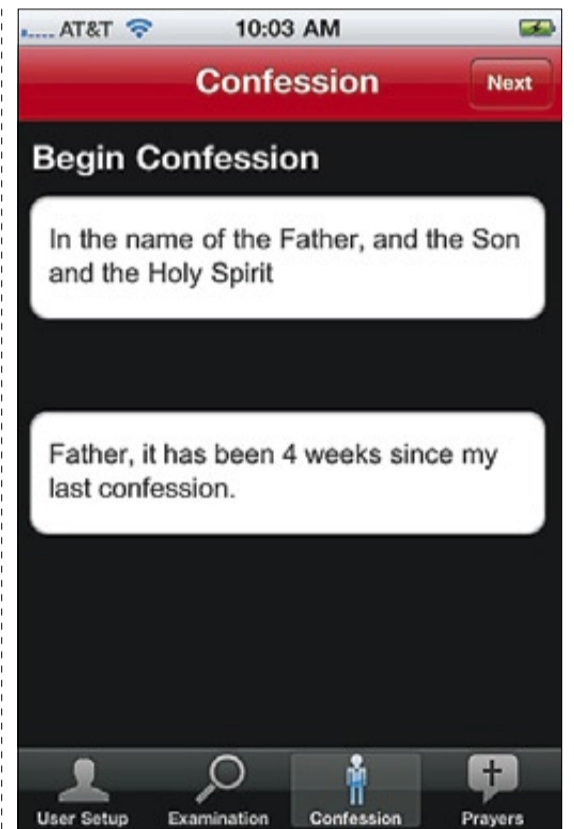 ..... AT&T 10:03 AM
Confession Next
Begin Confession
In the name of the Father, and the Son
and the Holy Spirit
Father, it has been 4 weeks since my
last confession.
User Setup Examination Confession Prayers